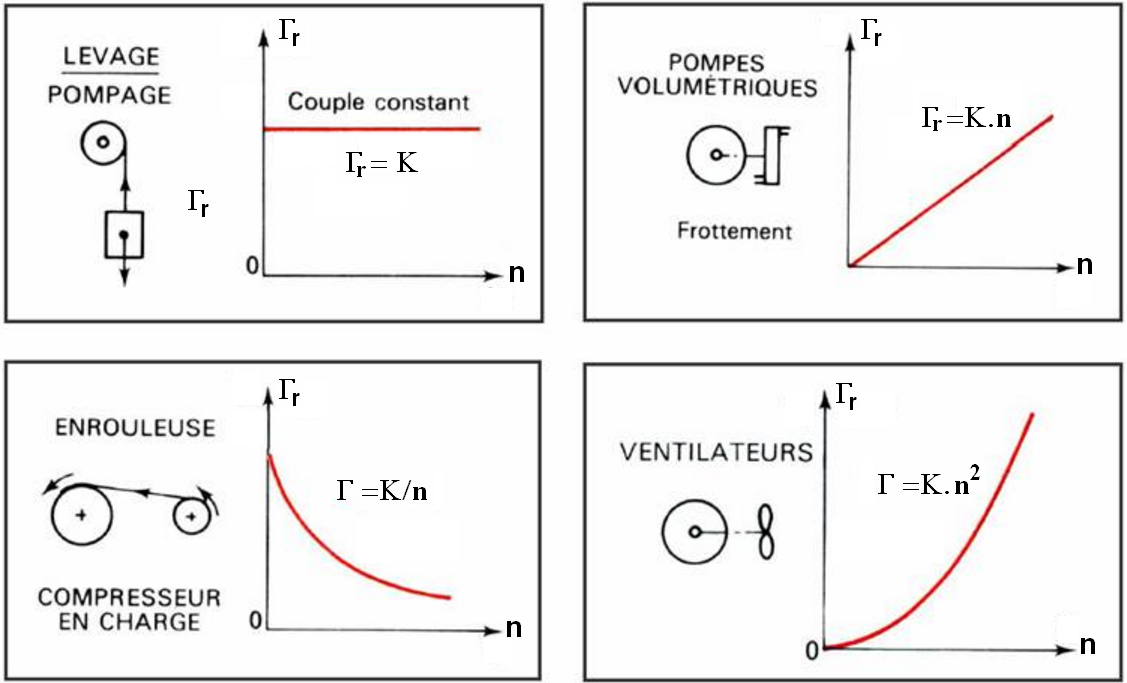 LEVAGE
POMPAGE
Γr
Couple constant
Γr = K
Γr
0
n
POMPES
VOLUMÉTRIQUES
Frottement
Γr
Γr=K.n
n
ENROULEUSE
COMPRESSEUR
EN CHARGE
Γr
Γ =K/n
0
n
VENTILATEURS
Γr
Γ =K.n²
0
n